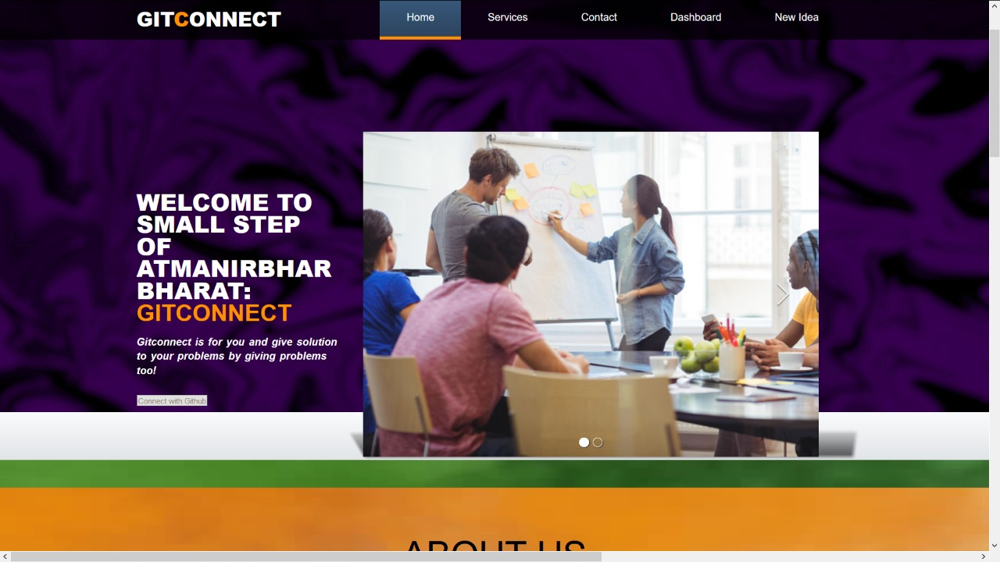 GITCONNECT
Home
Services
Contact
Dashboard
New Idea
WELCOME TO
SMALL STEP
OF
ATMANIRBHAR
BHARAT:
GITCONNECT
Gitconnect is for you and give solution
to your problems by giving problems
too!
Connect with Github
ABOUT US